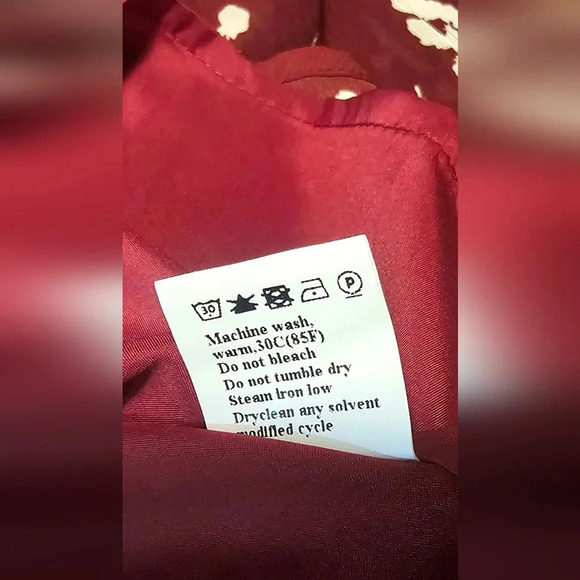 30 P
Machine wash,
warm,30C(85F)
Do not bleach
Do not tumble dry
Steam iron low
Dryclean any solvent
modified cycle